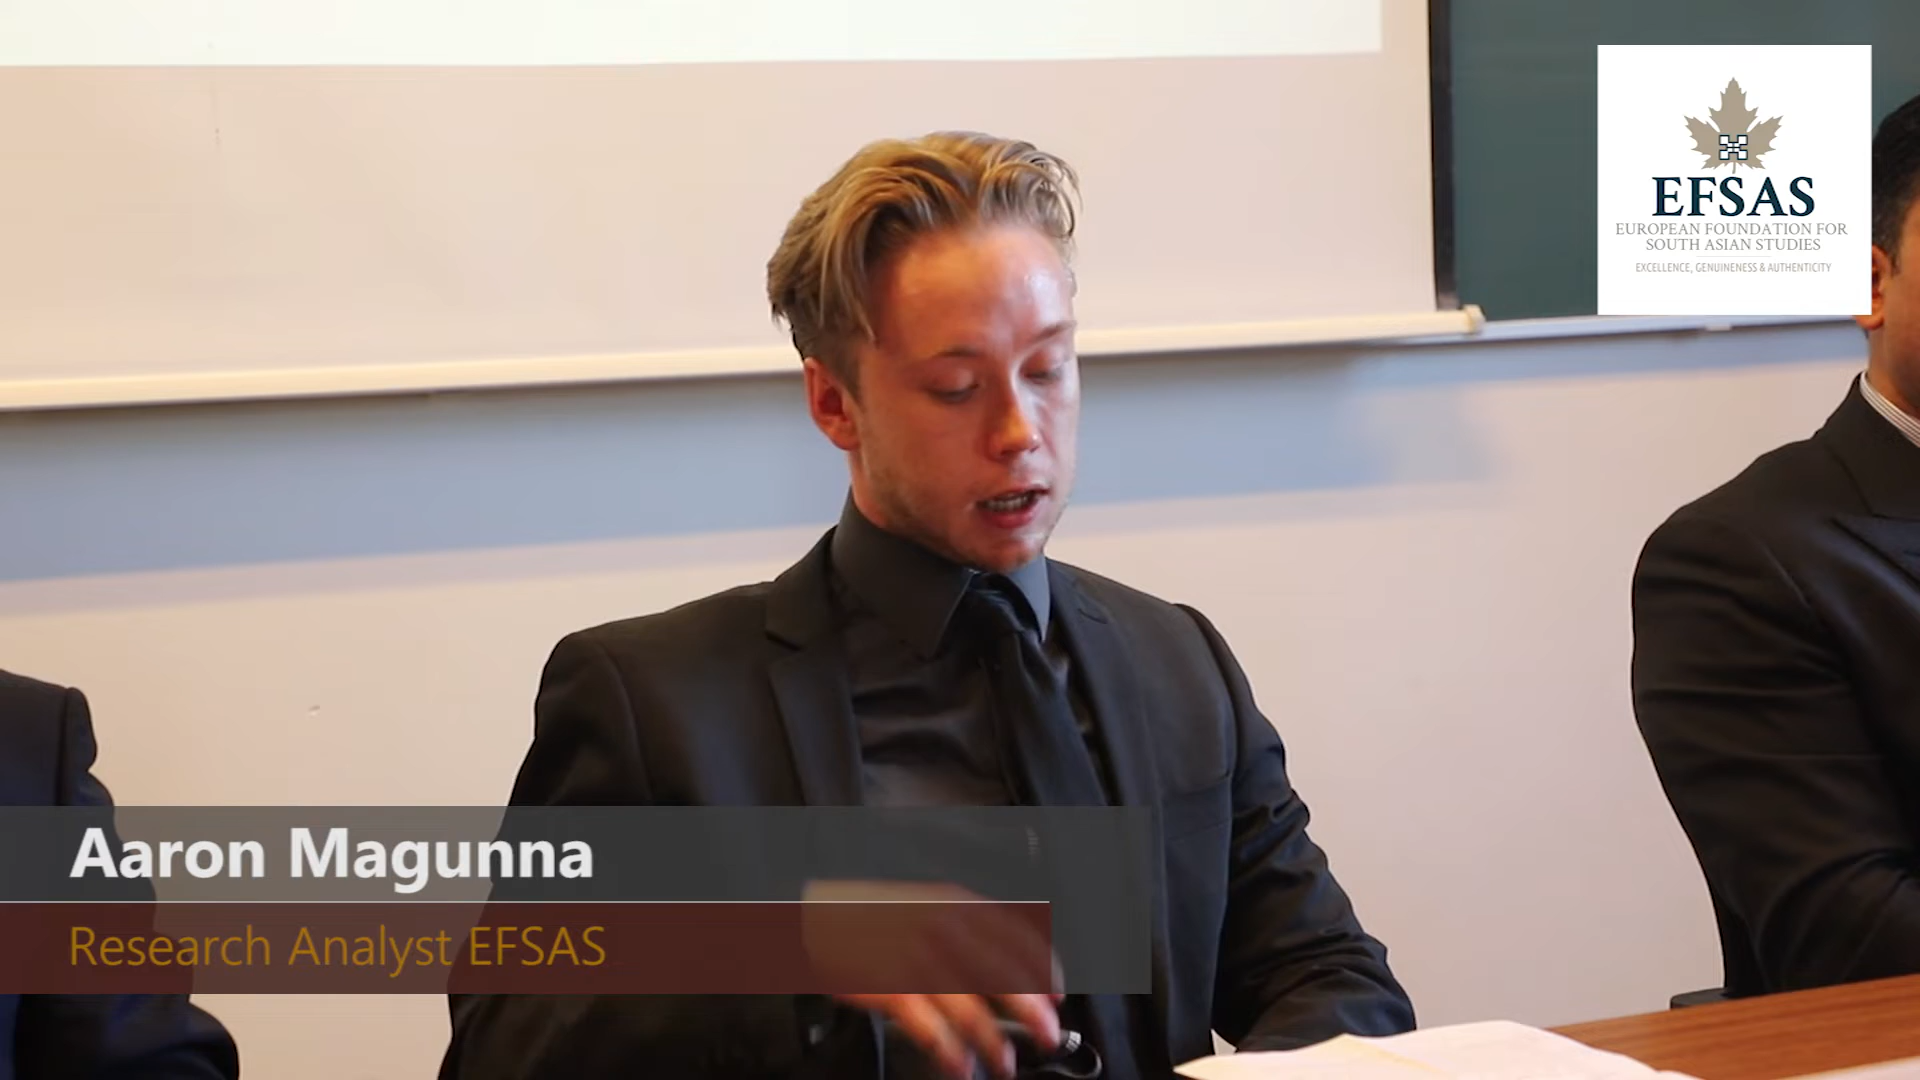 EFSAS
EUROPEAN FOUNDATION FOR
SOUTH ASIAN STUDIES
EXCELLENCE, GENUINENESS & AUTHENTICITY
Aaron Magunna
Research Analyst EFSAS